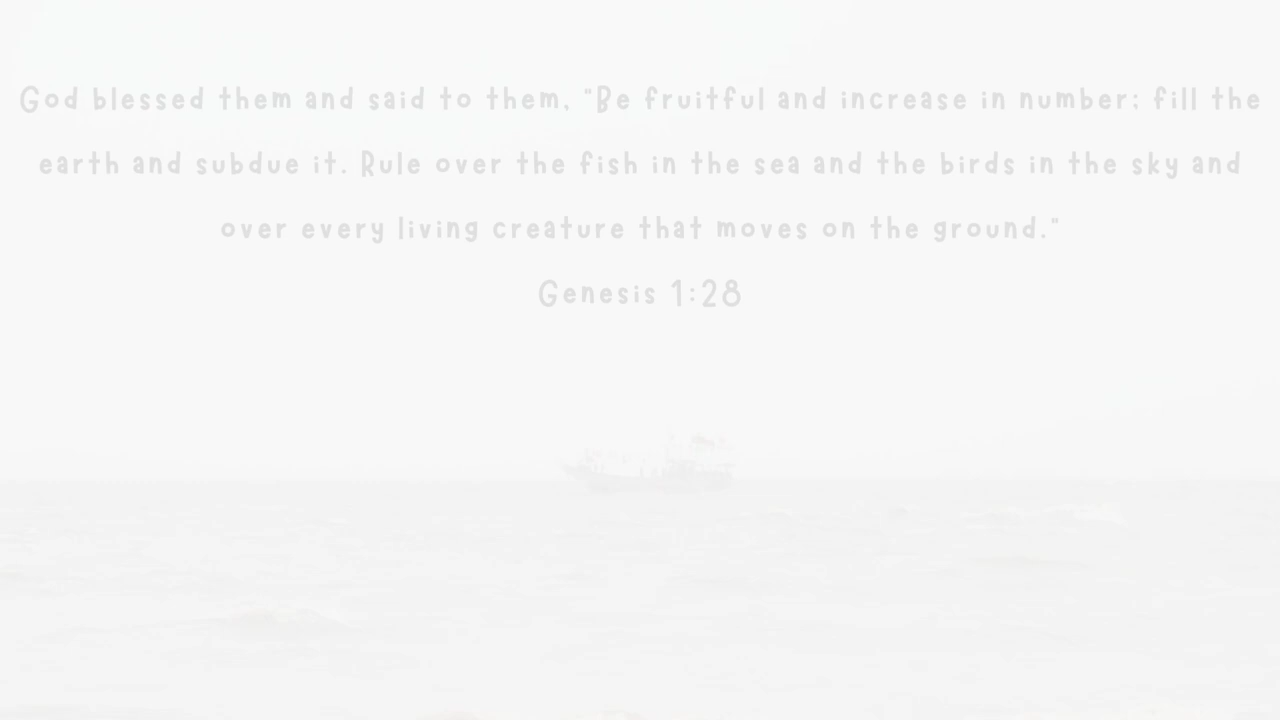 God blessed them and said to them, "Be fruitful and increase in number; fill the
earth and subdue it. Rule over the fish in the sea and the birds in the sky and
over every living creature that moves on the ground."
Genesis 1:28